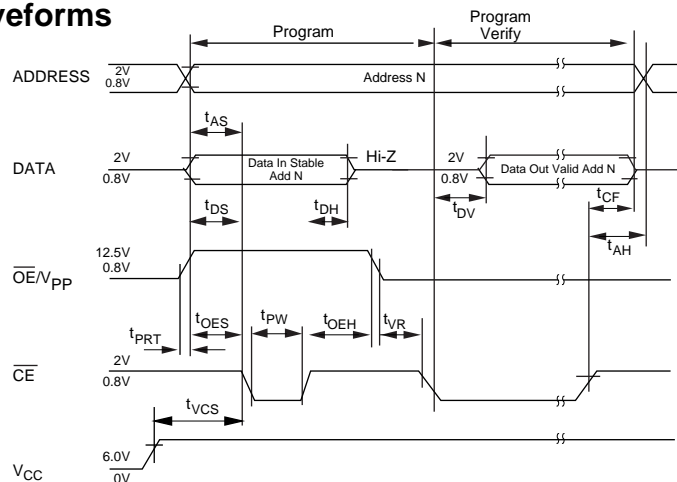 veforms
Program
Program
Verify
ADDRESS
2V
0.8V
Address N
tAS
DATA
2V
0.8V
Data In Stable
Add N
Hi-Z
2V
0.8V
Data Out Valid Add N
tDS
tDH
tDV
tCF
tAH
OE/VPP
12.5V
0.8V
tPRT
tOES
tPW
tOEH
tVR
CE
2V
0.8V
tVCS
VCC
6.0V
0V